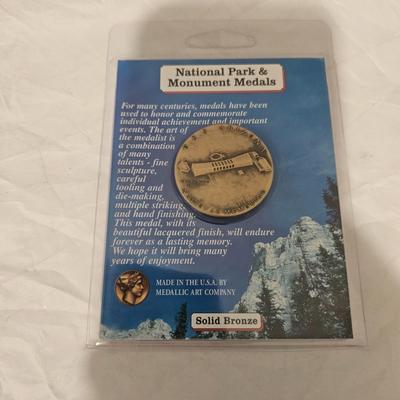 National Park &
Monument Medals
For many centuries, medals have been
used to honor and commemorate
individual achievement and important
events. The art of
the medalist is
a combination
of many
talents - fine
sculpture,
careful
tooling and
die-making,
multiple striking,
and hand finishing.
This medal, with its
beautiful lacquered finish, will endure
forever as a lasting memory.
We hope it will bring many
years of enjoyment.
MADE IN THE U.S.A. BY
MEDALLIC ART COMPANY
Solid Bronze